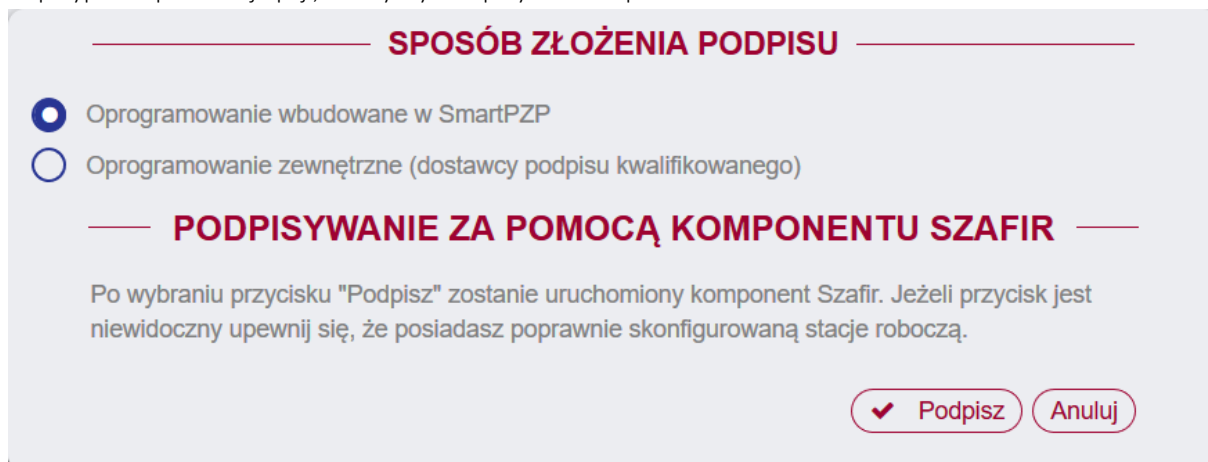 SPOSÓB ZŁOŻENIA PODPISU
Oprogramowanie wbudowane w SmartPZP
Oprogramowanie zewnętrzne (dostawcy podpisu kwalifikowanego)
PODPISYWANIE ZA POMOCĄ KOMPONENTU SZAFIR
Po wybraniu przycisku "Podpisz" zostanie uruchomiony komponent Szafir. Jeżeli przycisk jest
niewidoczny upewnij się, że posiadasz poprawnie skonfigurowaną stacje roboczą.
Podpisz Anuluj